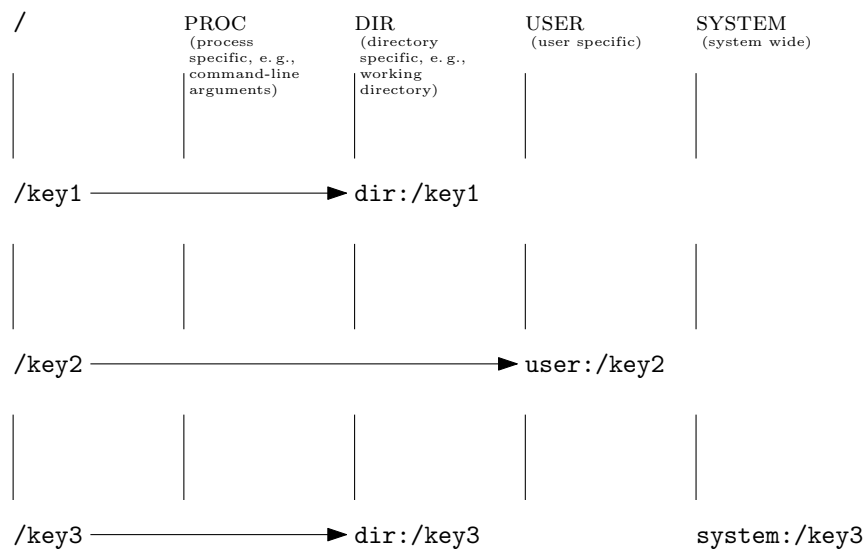 /
PROC
(process
specific, e. g.,
command-line
arguments)
DIR
(directory
specific, e. g.,
working
directory)
USER
(user specific)
SYSTEM
(system wide)
/key1 dir:/key1
/key2 user:/key2
/key3 dir:/key3 system:/key3